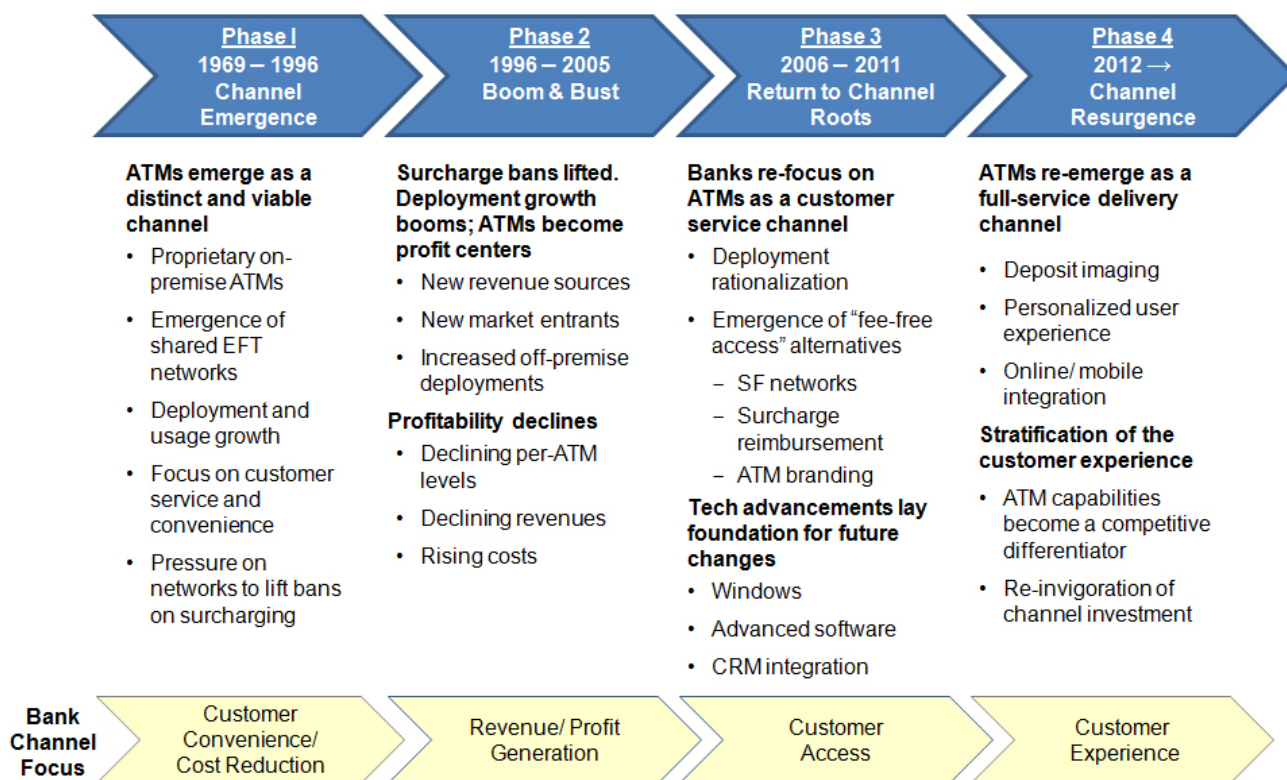 Phase I
1969 – 1996
Channel
Emergence
Phase 2
1996 – 2005
Boom & Bust
Phase 3
2006 – 2011
Return to Channel
Roots
Phase 4
2012 →
Channel
Resurgence
ATMs emerge as a
distinct and viable
channel
• Proprietary on-
premise ATMs
• Emergence of
shared EFT
networks
• Deployment and
usage growth
• Focus on customer
service and
convenience
• Pressure on
networks to lift bans
on surcharging
Surcharge bans lifted.
Deployment growth
booms; ATMs become
profit centers
• New revenue sources
• New market entrants
• Increased off-premise
deployments
Profitability declines
• Declining per-ATM
levels
• Declining revenues
• Rising costs
Banks re-focus on
ATMs as a customer
service channel
• Deployment
rationalization
• Emergence of “fee-free
access” alternatives
– SF networks
– Surcharge
reimbursement
– ATM branding
Tech advancements lay
foundation for future
changes
• Windows
• Advanced software
• CRM integration
ATMs re-emerge as a
full-service delivery
channel
• Deposit imaging
• Personalized user
experience
• Online/ mobile
integration
Stratification of the
customer experience
• ATM capabilities
become a competitive
differentiator
• Re-invigoration of
channel investment
Bank
Channel
Focus
Customer
Convenience/
Cost Reduction
Revenue/ Profit
Generation
Customer
Access
Customer
Experience